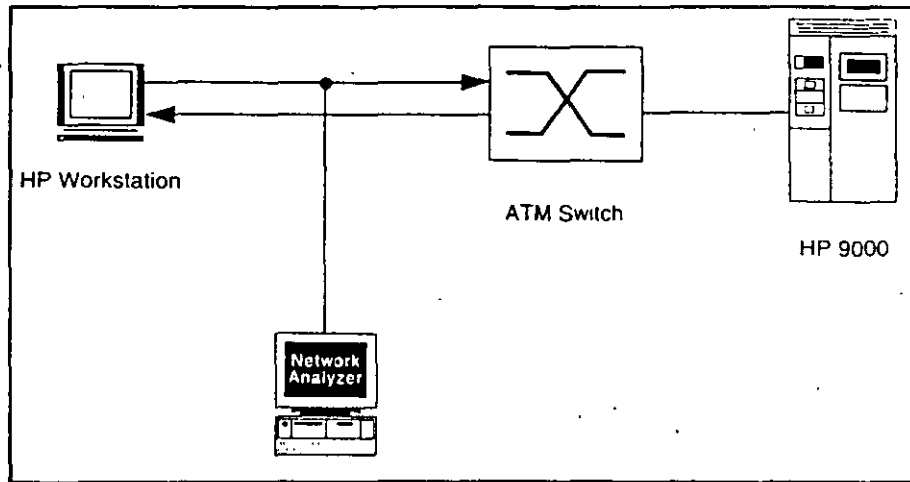 HP Workstation
ATM Switch
HP 9000
Network
Analyzer